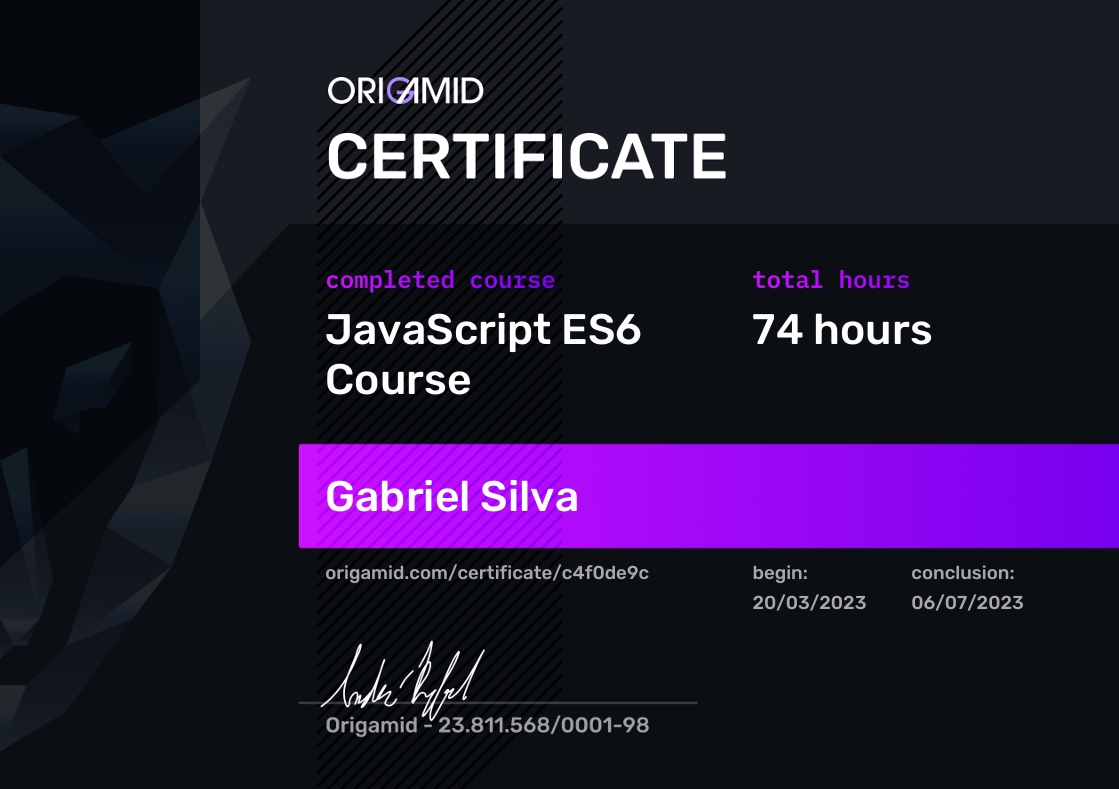 ORIGAMID
CERTIFICATE
completed course
JavaScript ES6
Course
total hours
74 hours
Gabriel Silva
origamid.com/certificate/c4f0de9c
begin:
20/03/2023
conclusion:
06/07/2023
Origamid - 23.811.568/0001-98